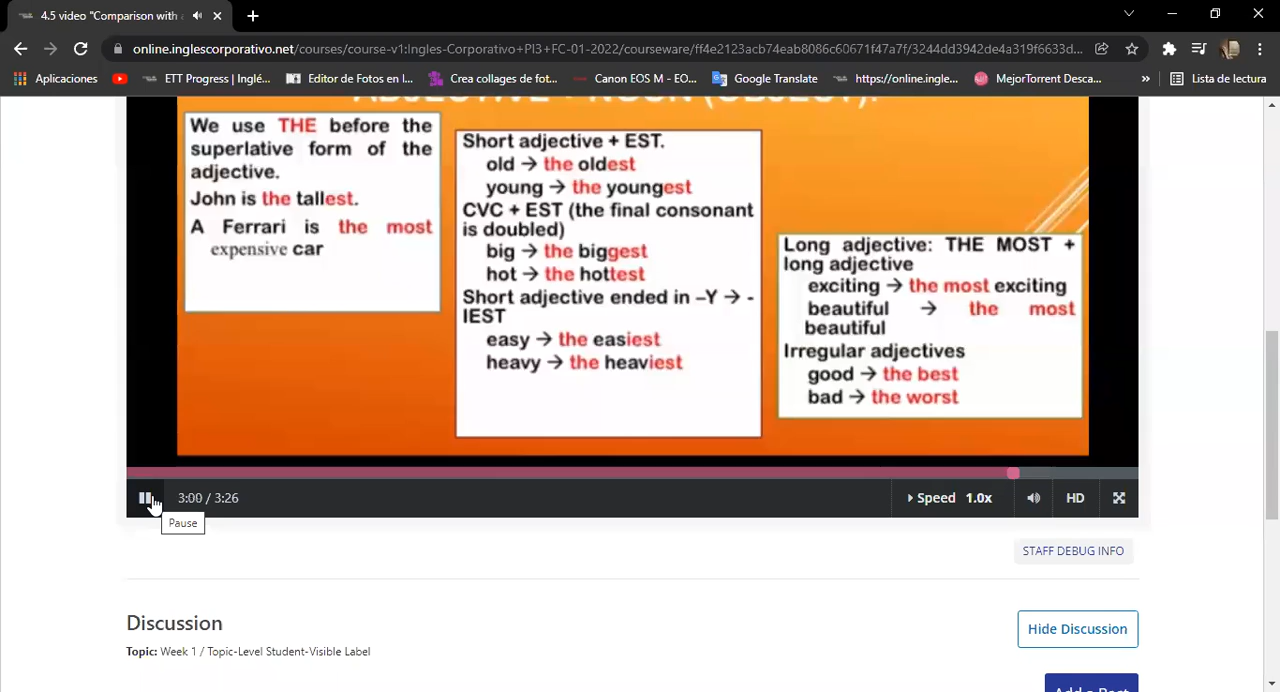 4.5 video "Comparison with
online.inglescorporativo.net/courses/course-v1:Ingles-Corporativo+PI3+FC-01-2022/courseware/ff4e2123acb74eab8086c60671f47a7f/3244dd3942de4a319f6633d...
Aplicaciones
ETT Progress | Inglé...
Editor de Fotos en l...
Crea collages de fot...
Canon EOS M - EO...
Google Translate
https://online.ingle...
MejorTorrent Desca...
»
Lista de lectura
ADJECTIVE + NOUN (OBJECT).
We use THE before the
superlative form of the
adjective.
John is the tallest.
A Ferrari is the most
expensive car
Short adjective + EST.
old → the oldest
young → the youngest
CVC + EST (the final consonant
is doubled)
big → the biggest
hot → the hottest
Short adjective ended in –Y → -
IEST
easy → the easiest
heavy → the heaviest
Long adjective: THE MOST +
long adjective
exciting → the most exciting
beautiful → the most
beautiful
Irregular adjectives
good → the best
bad → the worst
3:00 / 3:26
Speed 1.0x
HD
Pause
STAFF DEBUG INFO
Discussion
Hide Discussion
Topic: Week 1 / Topic-Level Student-Visible Label
Add a Post